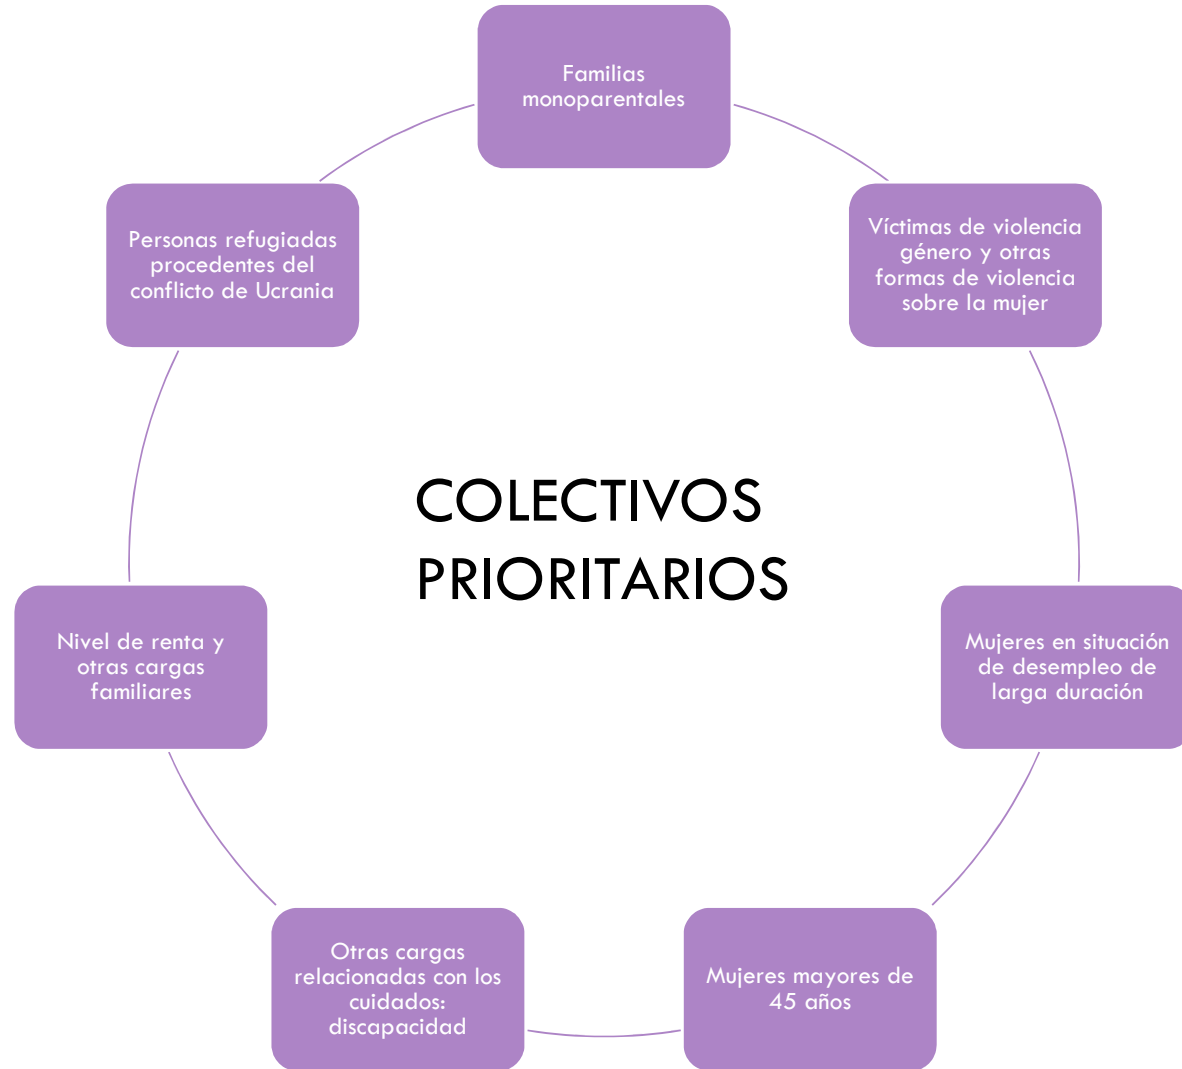 Familias
monoparentales
Víctimas de violencia
género y otras
formas de violencia
sobre la mujer
Mujeres en situación
de desempleo de
larga duración
Mujeres mayores de
45 años
Otras cargas
relacionadas con los
cuidados:
discapacidad
Nivel de renta y
otras cargas
familiares
Personas refugiadas
procedentes del
conflicto de Ucrania
COLECTIVOS
PRIORITARIOS